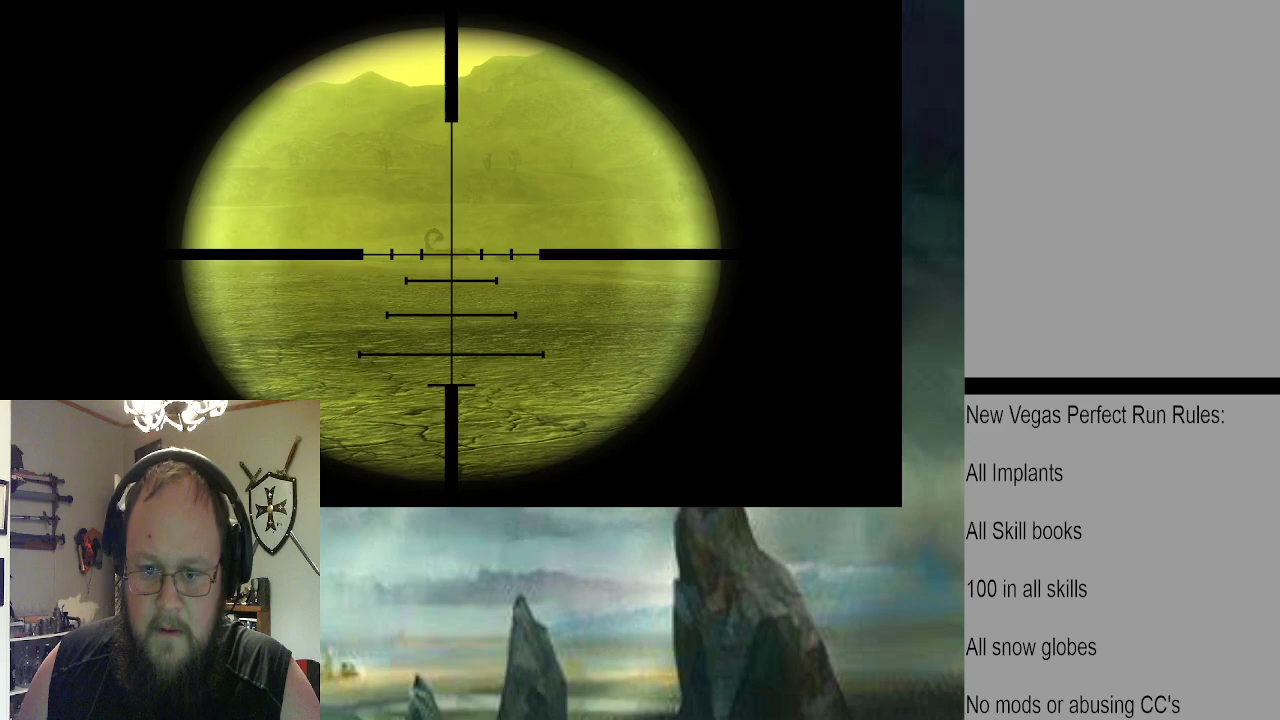 New Vegas Perfect Run Rules:
All Implants
All Skill books
100 in all skills
All snow globes
No mods or abusing CC's